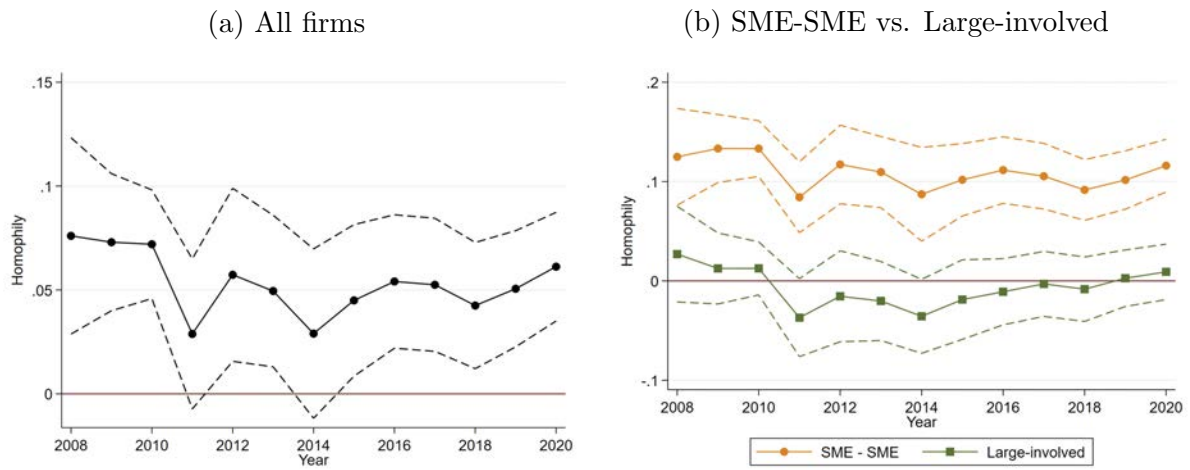 (a) All firms
.15
.1
.05
0
Homophily
2008 2010 2012 2014 2016 2018 2020
Year
(b) SME-SME vs. Large-involved
.2
.1
0
-.1
Homophily
2008 2010 2012 2014 2016 2018 2020
Year
SME - SME Large-involved